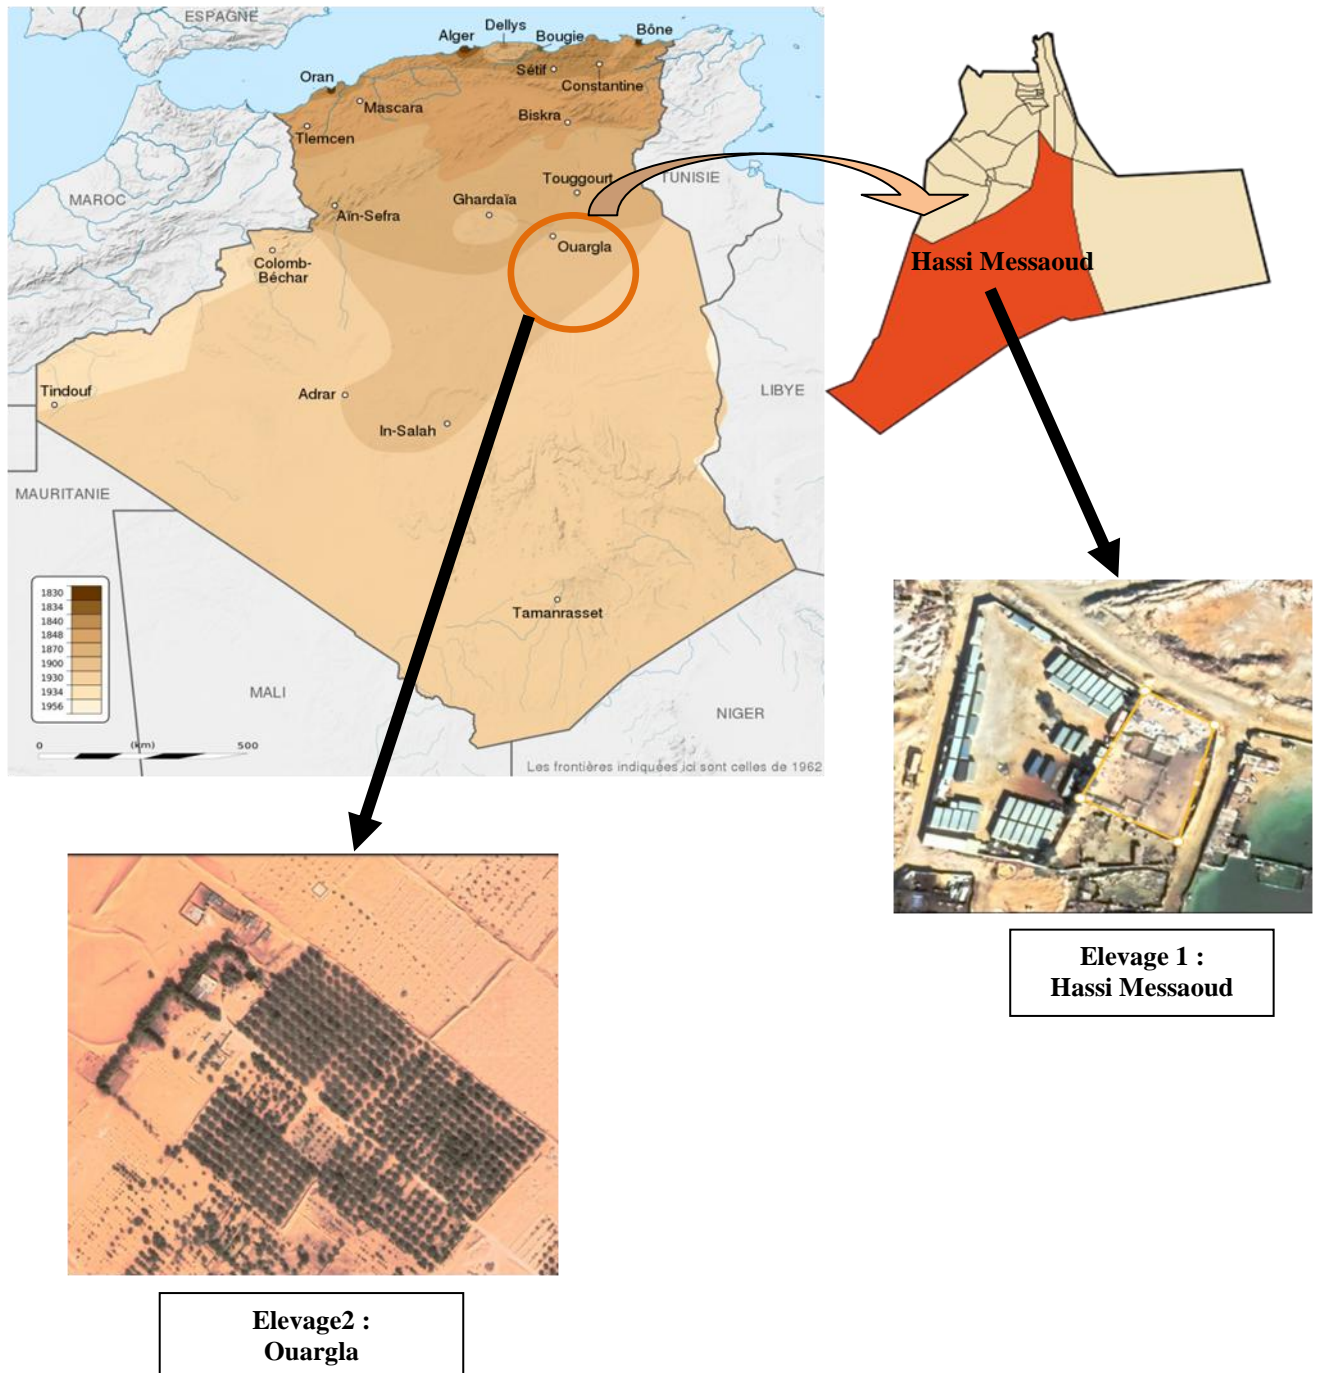 ESPAGNE
Dellys
Alger
Bougie
Bône
Sétif
Constantine
Oran
Mascara
Biskra
Tlemcen
Touggourt
TUNISIE
MAROC
Ghardaïa
Aïn-Sefra
Ouargla
Colomb-
Béchar
Hassi Messaoud
Tindouf
Adrar
LIBYE
In-Salah
MAURITANIE
1830
1834
1840
1848
1870
1900
1930
1934
1956
Tamanrasset
MALI
NIGER
0 (km) 500
Les frontières indiquées ici sont celles de 1962
Elevage 1 :
Hassi Messaoud
Elevage2 :
Ouargla